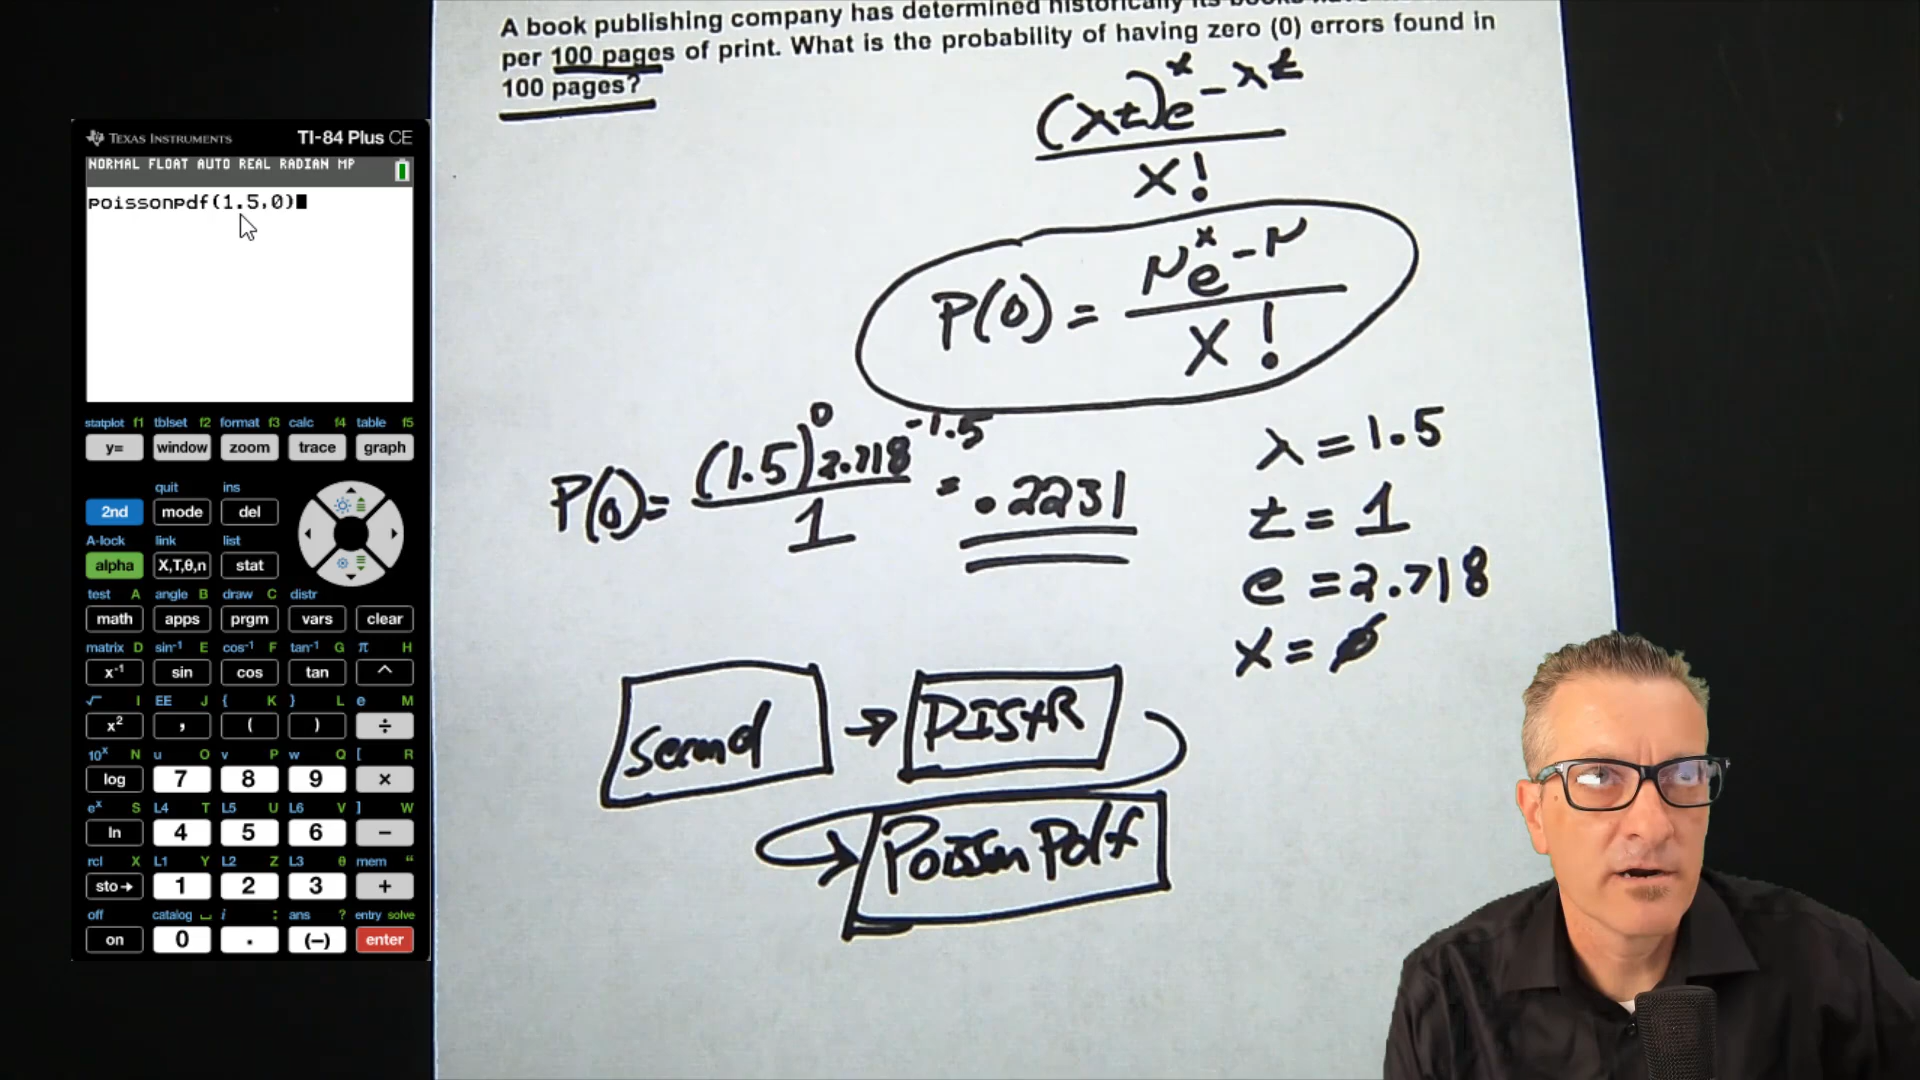 A book publishing company has determined historically its books have
per 100 pages of print. What is the probability of having zero (0) errors found in
100 pages?
(λt)^x e^-λt
x!
P(0) = μ^x e^-μ
x!
P(0) = (1.5)^0 2.718^-1.5
1
= .2231
λ = 1.5
t = 1
e = 2.718
x = 0
Second → DISTR
Poisson Pdf
TEXAS INSTRUMENTS TI-84 Plus CE
NORMAL FLOAT AUTO REAL RADIAN MP
poissonpdf(1.5,0)
statplot f1 tblset f2 format f3 calc f4 table f5
y= window zoom trace graph
quit ins
2nd mode del
A-lock link list
alpha X,T,θ,n stat
test A angle B draw C distr
math apps prgm vars clear
matrix D sin⁻¹ E cos⁻¹ F tan⁻¹ G π H
x⁻¹ sin cos tan ^
√ I EE J { K } L e M
x² , ( ) ÷
10ˣ N u O v P w Q [ R
log 7 8 9 ×
eˣ S L4 T L5 U L6 V ] W
ln 4 5 6 −
rcl X L1 Y L2 Z L3 θ mem “
sto→ 1 2 3 +
off catalog ⎵ i : ans ? entry solve
on 0 . (−) enter